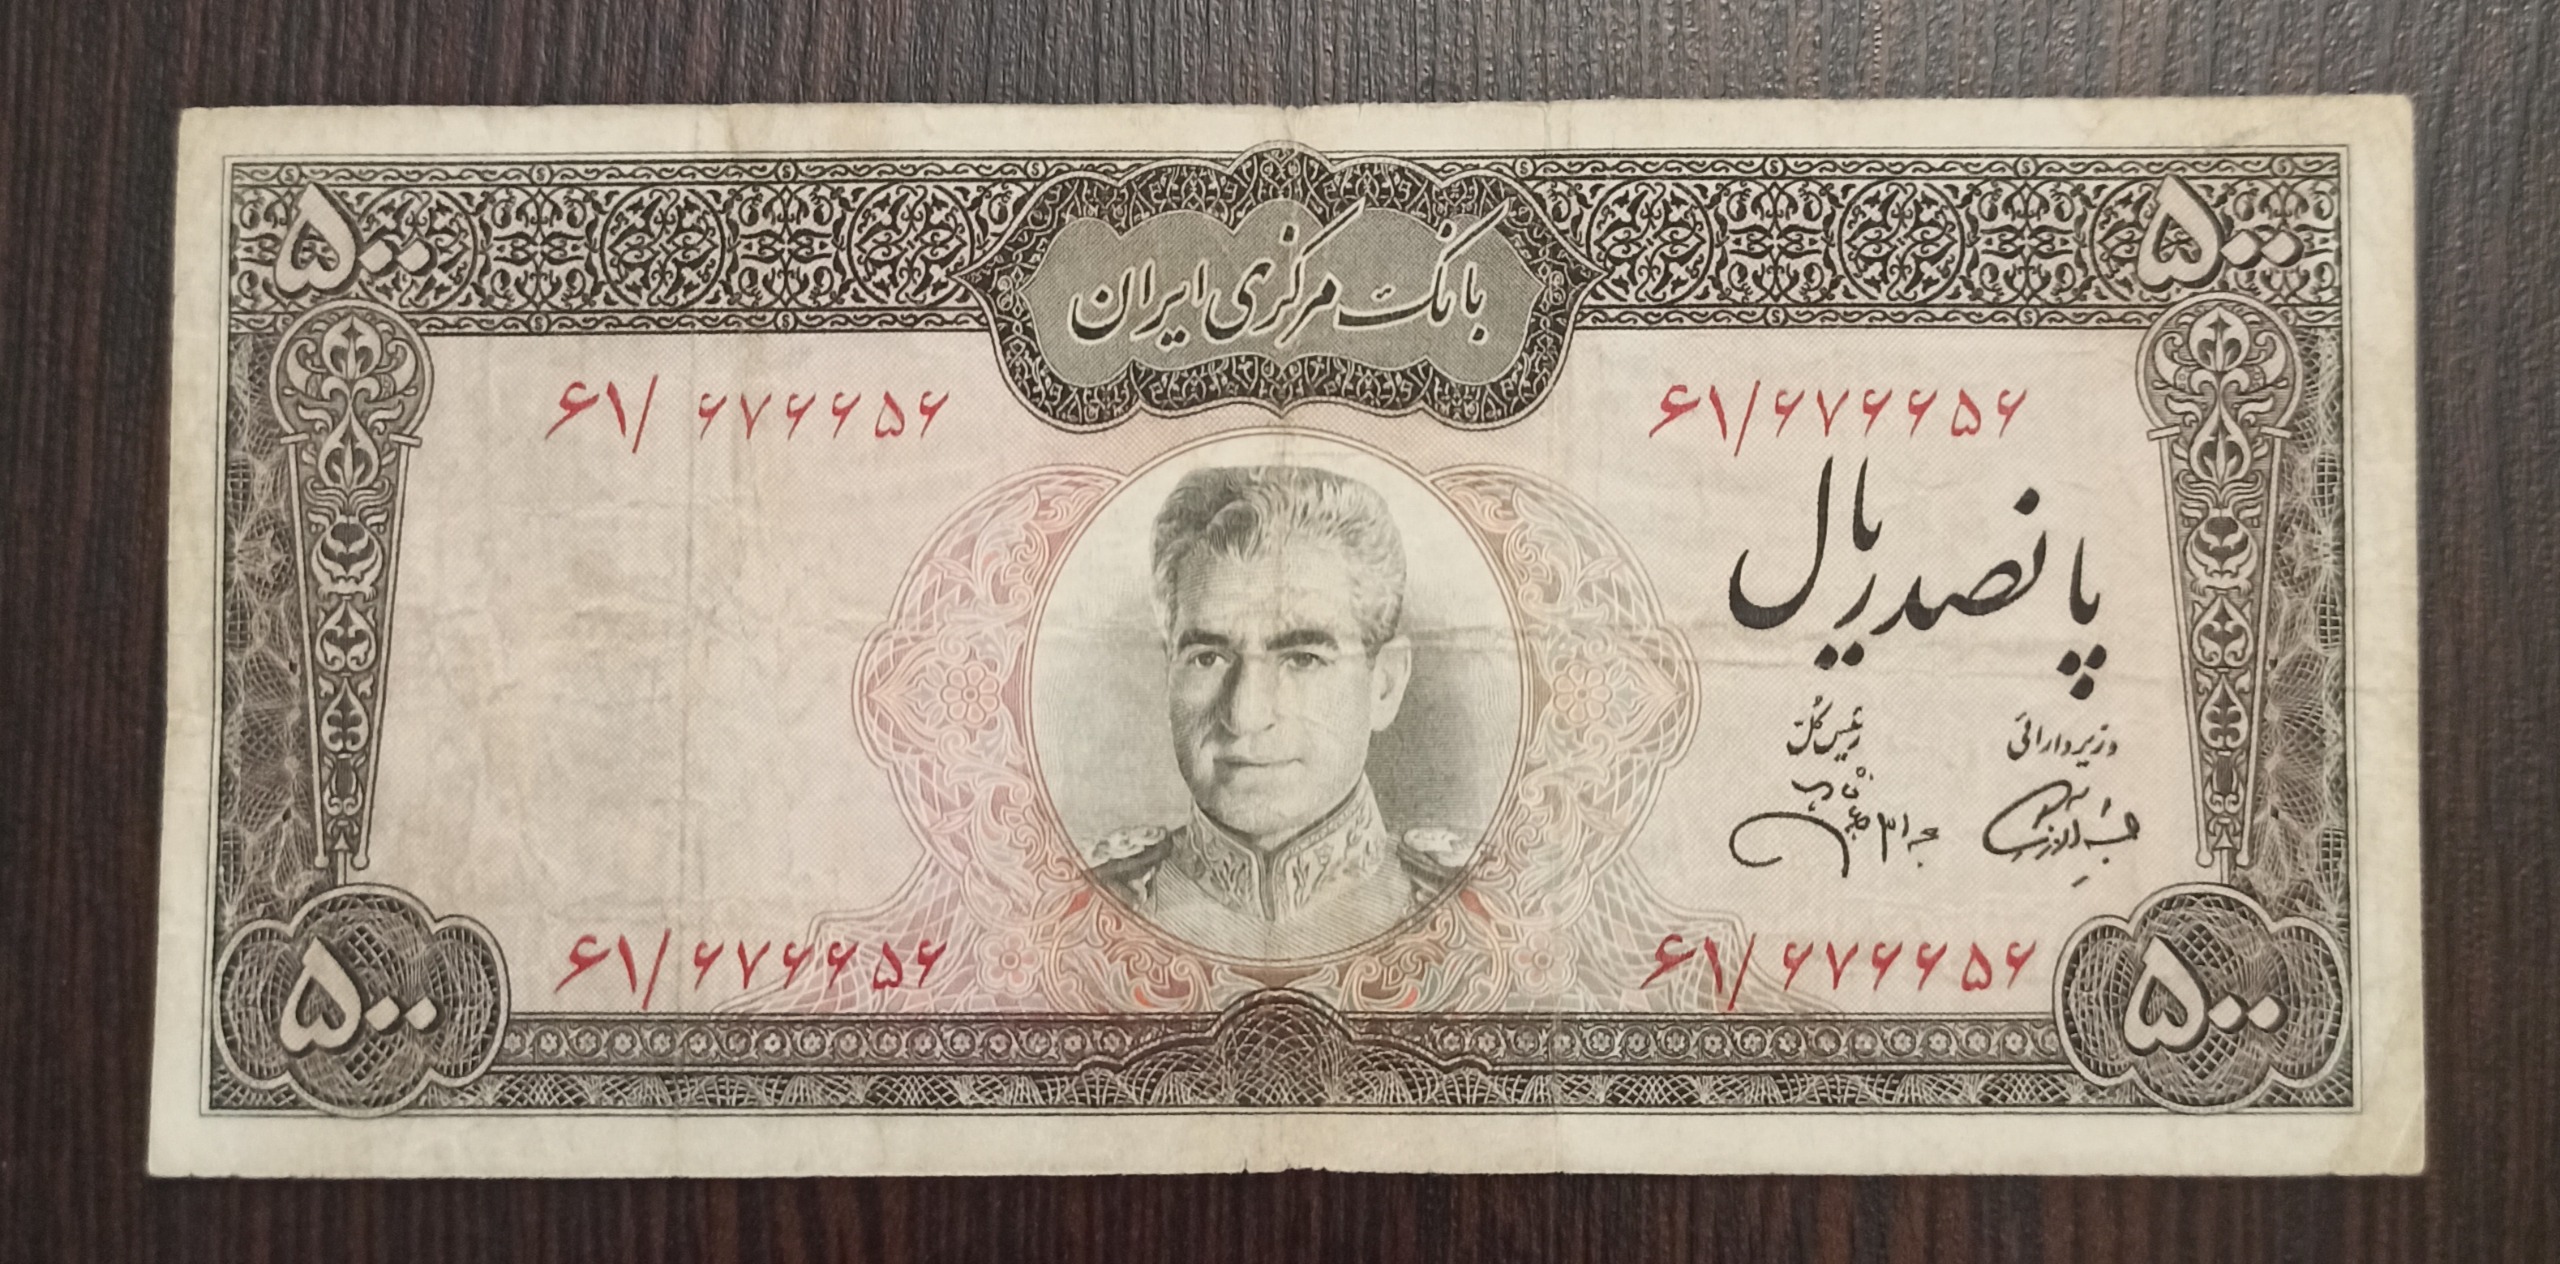 ۵۰۰ ۵۰۰
بانک مرکزی ایران
۶۱/۶۷۶۶۵۶ ۶۱/۶۷۶۶۵۶
پانصد ریال
وزیر دارائی رئیس کل
۶۱/۶۷۶۶۵۶ ۶۱/۶۷۶۶۵۶
۵۰۰ ۵۰۰